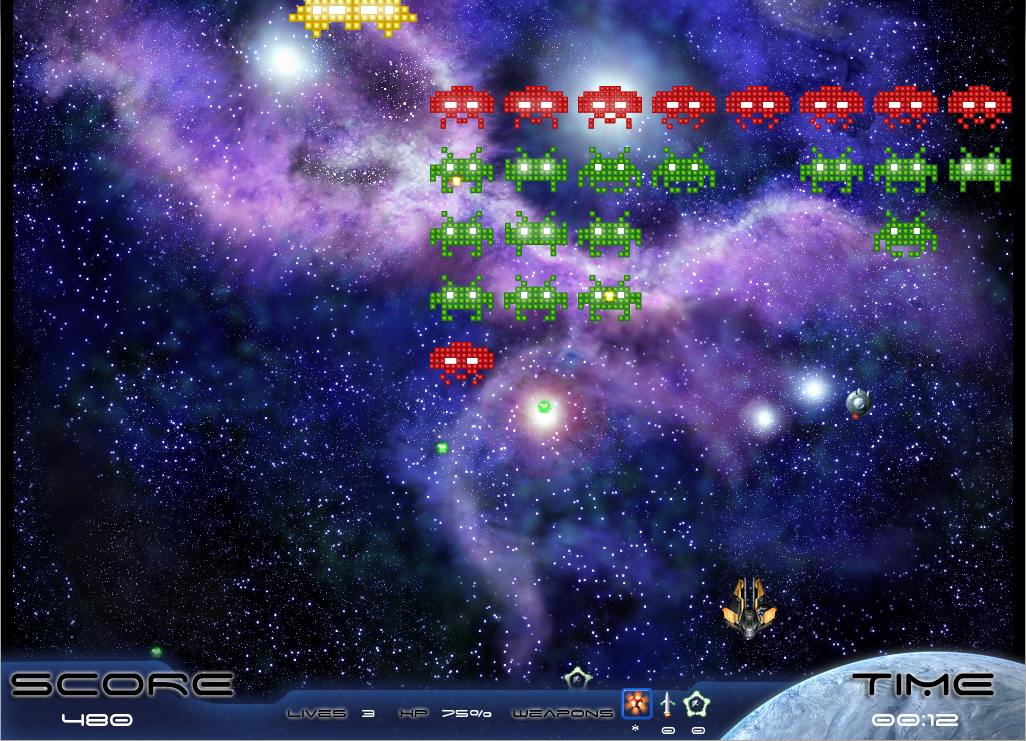 SCORE
480
LIVES 3 HP 75% WEAPONS
* 0 0
TIME
00:12